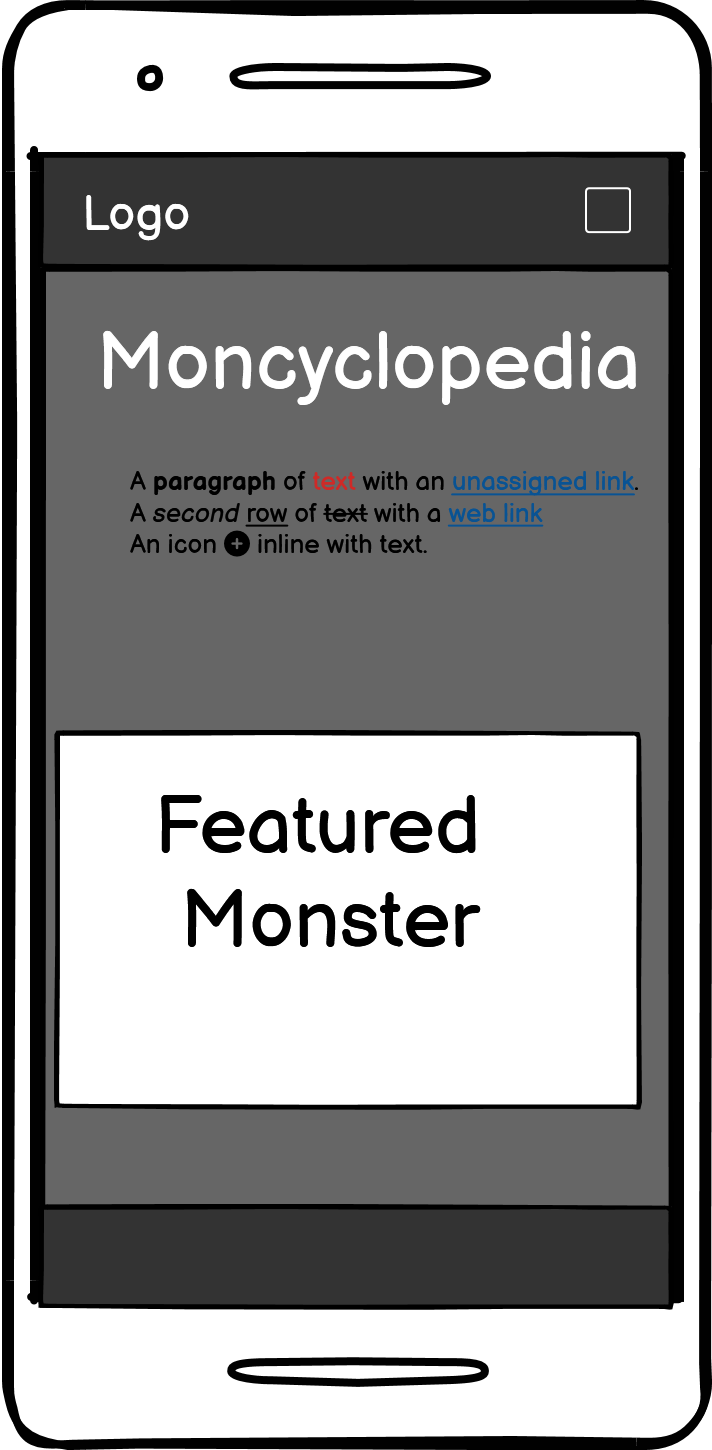 Logo
Moncyclopedia
A paragraph of text with an unassigned link.
A second row of text with a web link
An icon + inline with text.
Featured
Monster